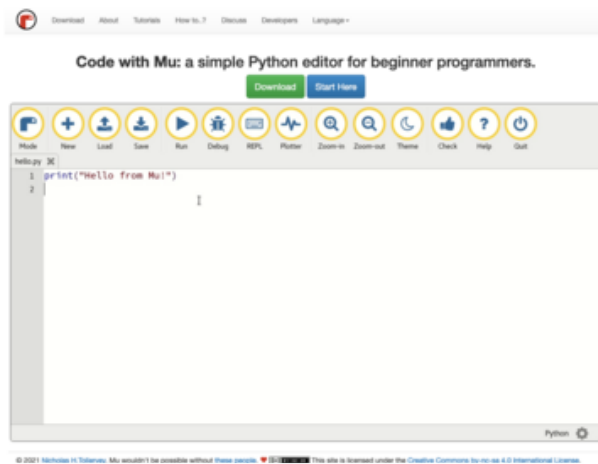 Download About Tutorials How to..? Discuss Developers Language
Code with Mu: a simple Python editor for beginner programmers.
Download Start Here
Mode New Load Save Run Debug REPL Plotter Zoom-in Zoom-out Theme Check Help Quit
hello.py
1 print("Hello from Mu!")
2
Python
© 2021 Nicholas H.Tollervey. Mu wouldn't be possible without these people. This site is licensed under the Creative Commons by-nc-sa 4.0 International License.